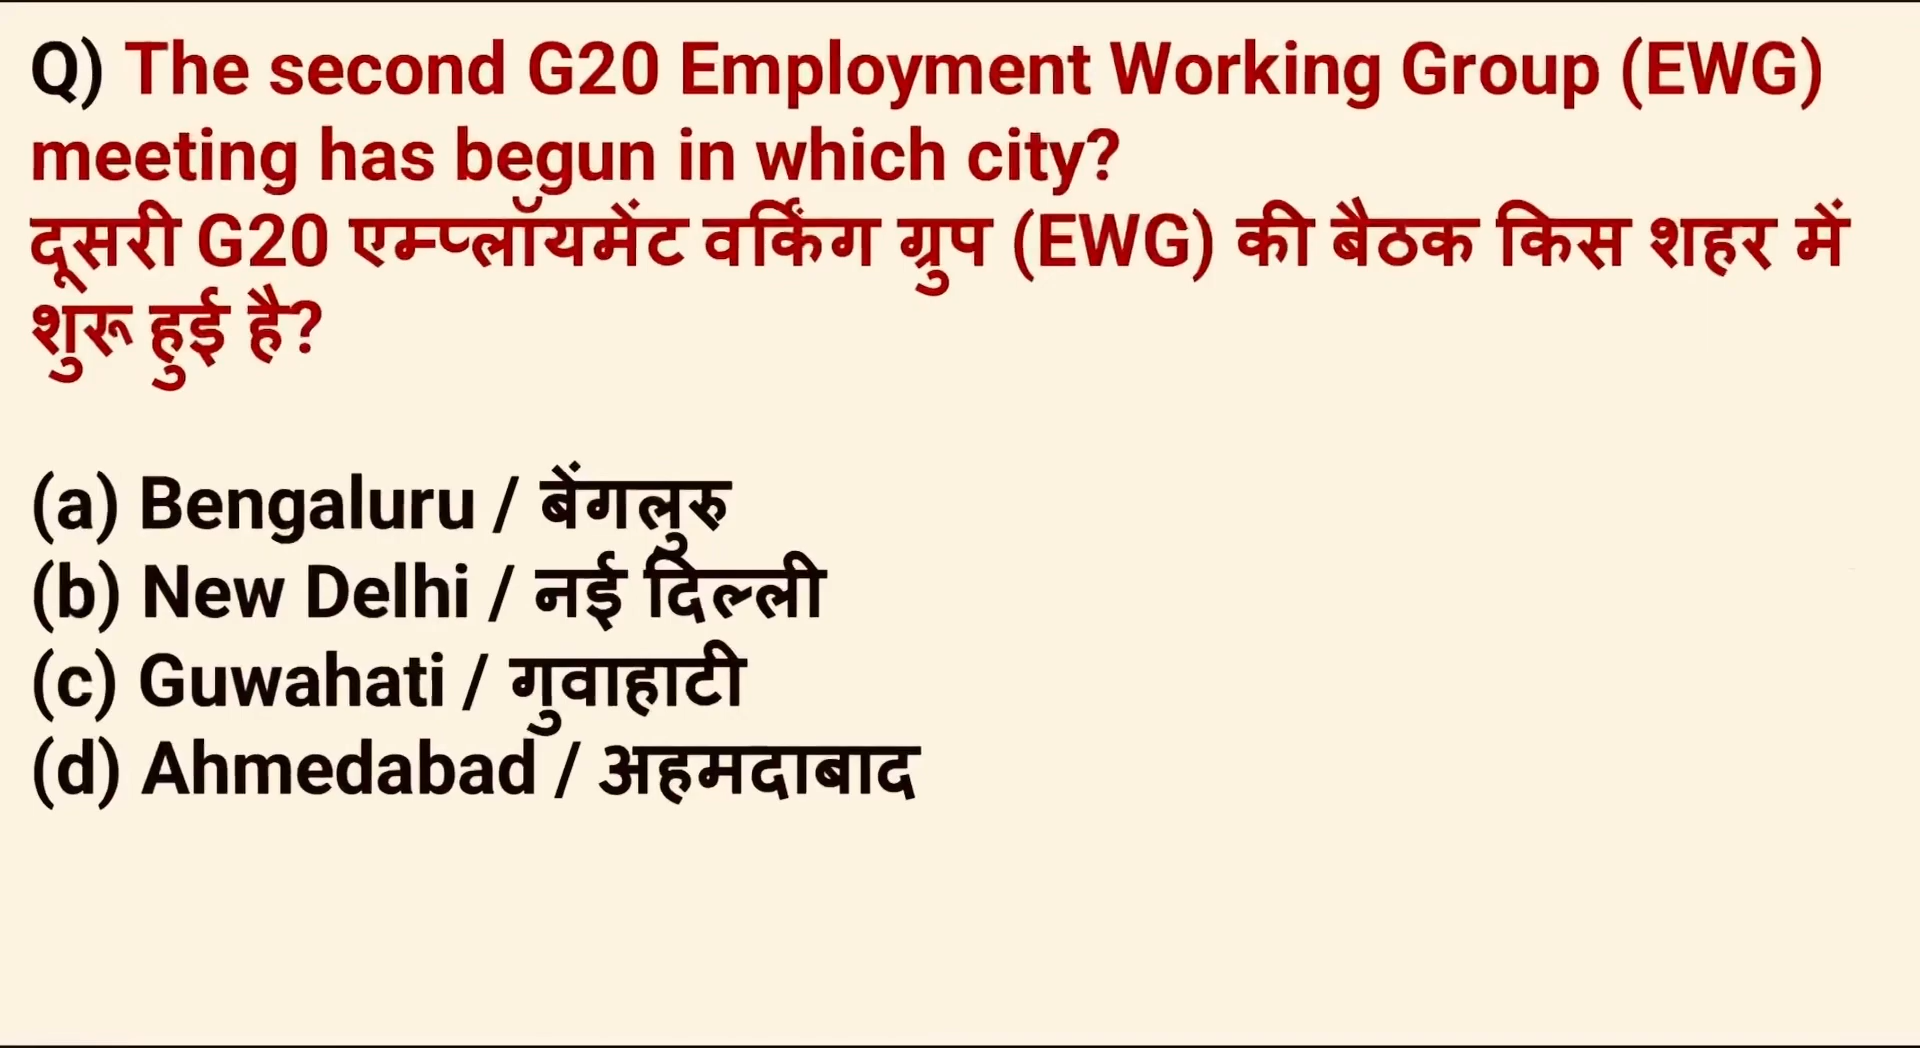 Q) The second G20 Employment Working Group (EWG)
meeting has begun in which city?
दूसरी G20 एम्प्लॉयमेंट वर्किंग ग्रुप (EWG) की बैठक किस शहर में
शुरू हुई है?
(a) Bengaluru / बेंगलुरु
(b) New Delhi / नई दिल्ली
(c) Guwahati / गुवाहाटी
(d) Ahmedabad / अहमदाबाद